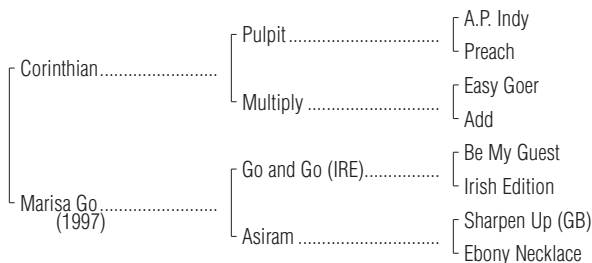 A.P. Indy
Pulpit
Preach
Corinthian
Easy Goer
Multiply
Add
Be My Guest
Go and Go (IRE)
Irish Edition
Marisa Go
(1997)
Sharpen Up (GB)
Asiram
Ebony Necklace